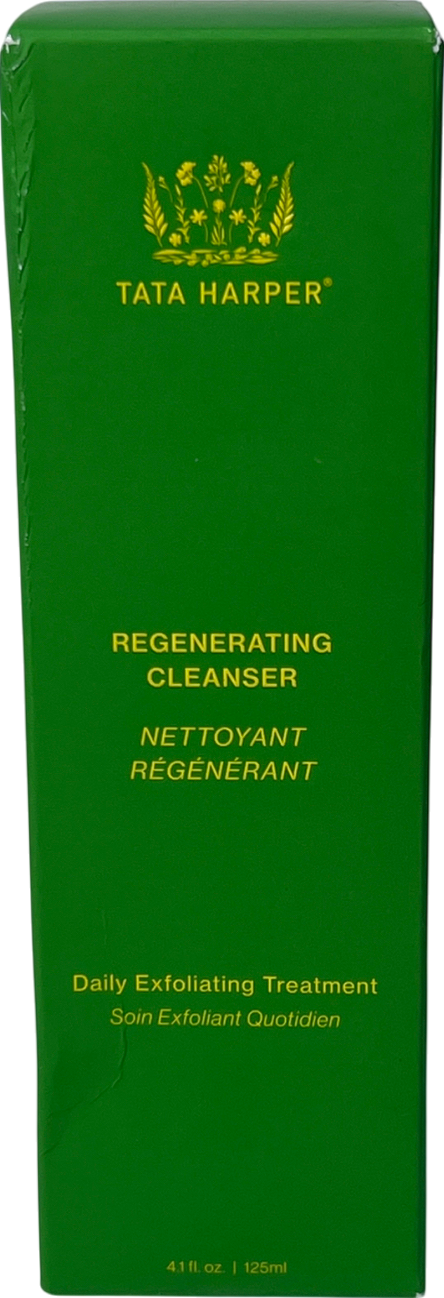 TATA HARPER®
REGENERATING
CLEANSER
NETTOYANT
RÉGÉNÉRANT
Daily Exfoliating Treatment
Soin Exfoliant Quotidien
4.1 fl. oz. | 125ml